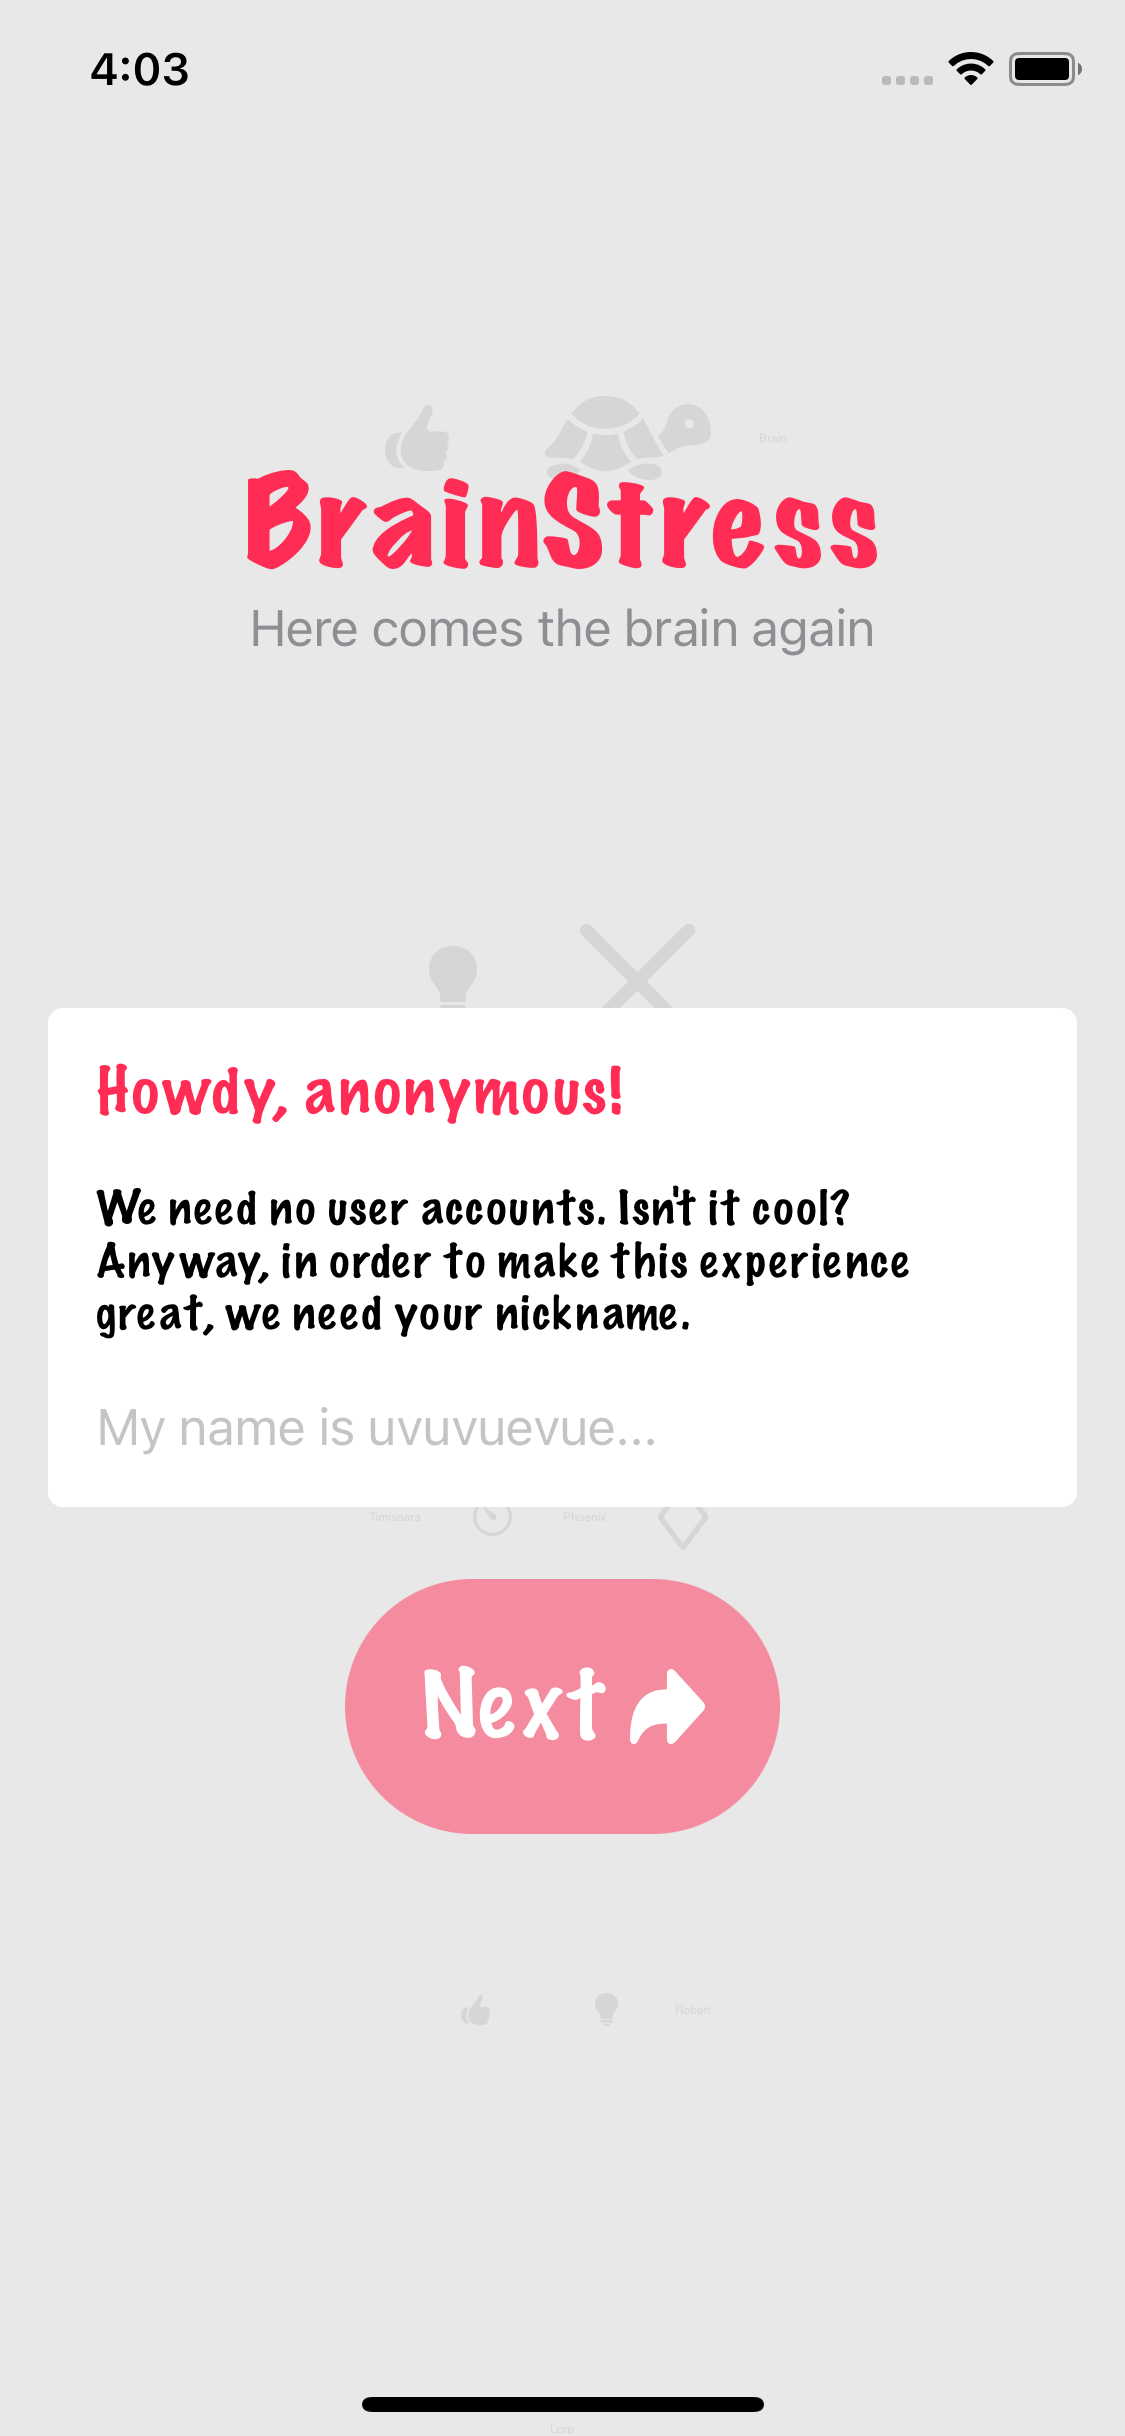 4:03
Brain
BrainStress
Here comes the brain again
Howdy, anonymous!
We need no user accounts. Isn't it cool?
Anyway, in order to make this experience
great, we need your nickname.
My name is uvuvuevue...
Timisoara Phoenix
Next
Robert
Lore